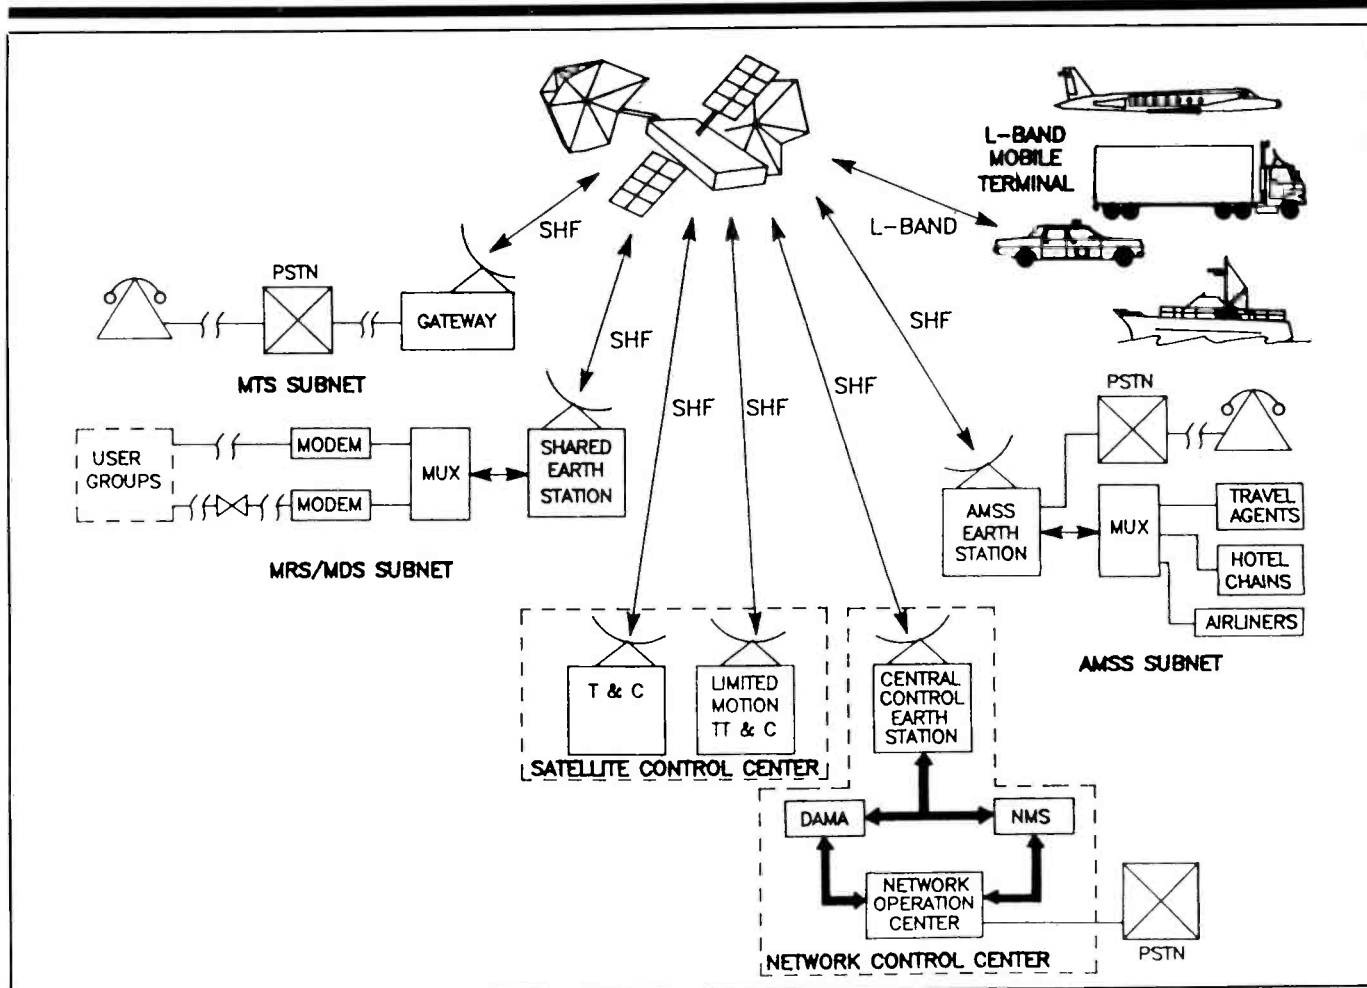 L-BAND
MOBILE
TERMINAL
SHF
L-BAND
PSTN
GATEWAY
MTS SUBNET
SHF
SHF
SHF
SHF
SHF
PSTN
USER
GROUPS
MODEM
MODEM
MUX
SHARED
EARTH
STATION
MRS/MDS SUBNET
AMSS
EARTH
STATION
MUX
TRAVEL
AGENTS
HOTEL
CHAINS
AIRLINERS
AMSS SUBNET
T & C
LIMITED
MOTION
TT & C
SATELLITE CONTROL CENTER
CENTRAL
CONTROL
EARTH
STATION
DAMA
NMS
NETWORK
OPERATION
CENTER
NETWORK CONTROL CENTER
PSTN